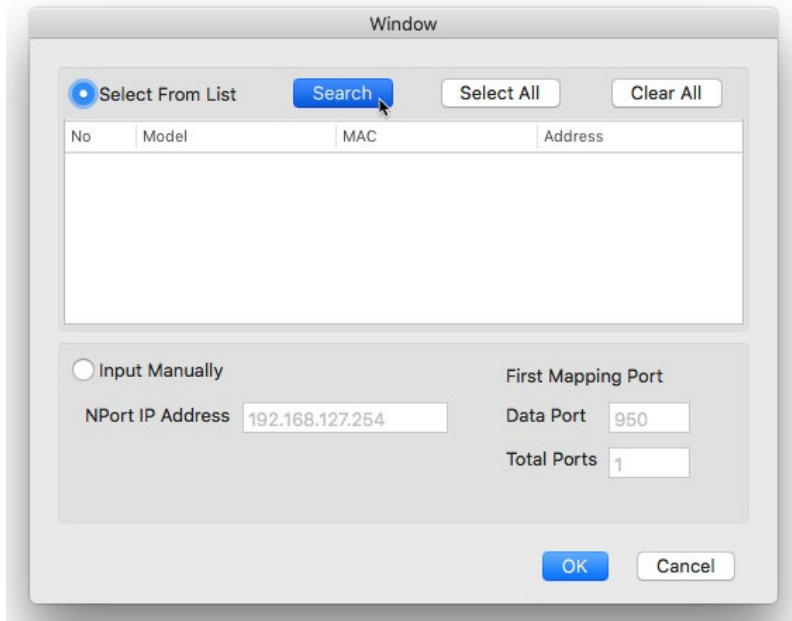 Window
Select From List Search Select All Clear All
No Model MAC Address
Input Manually
First Mapping Port
NPort IP Address 192.168.127.254 Data Port 950
Total Ports 1
OK Cancel